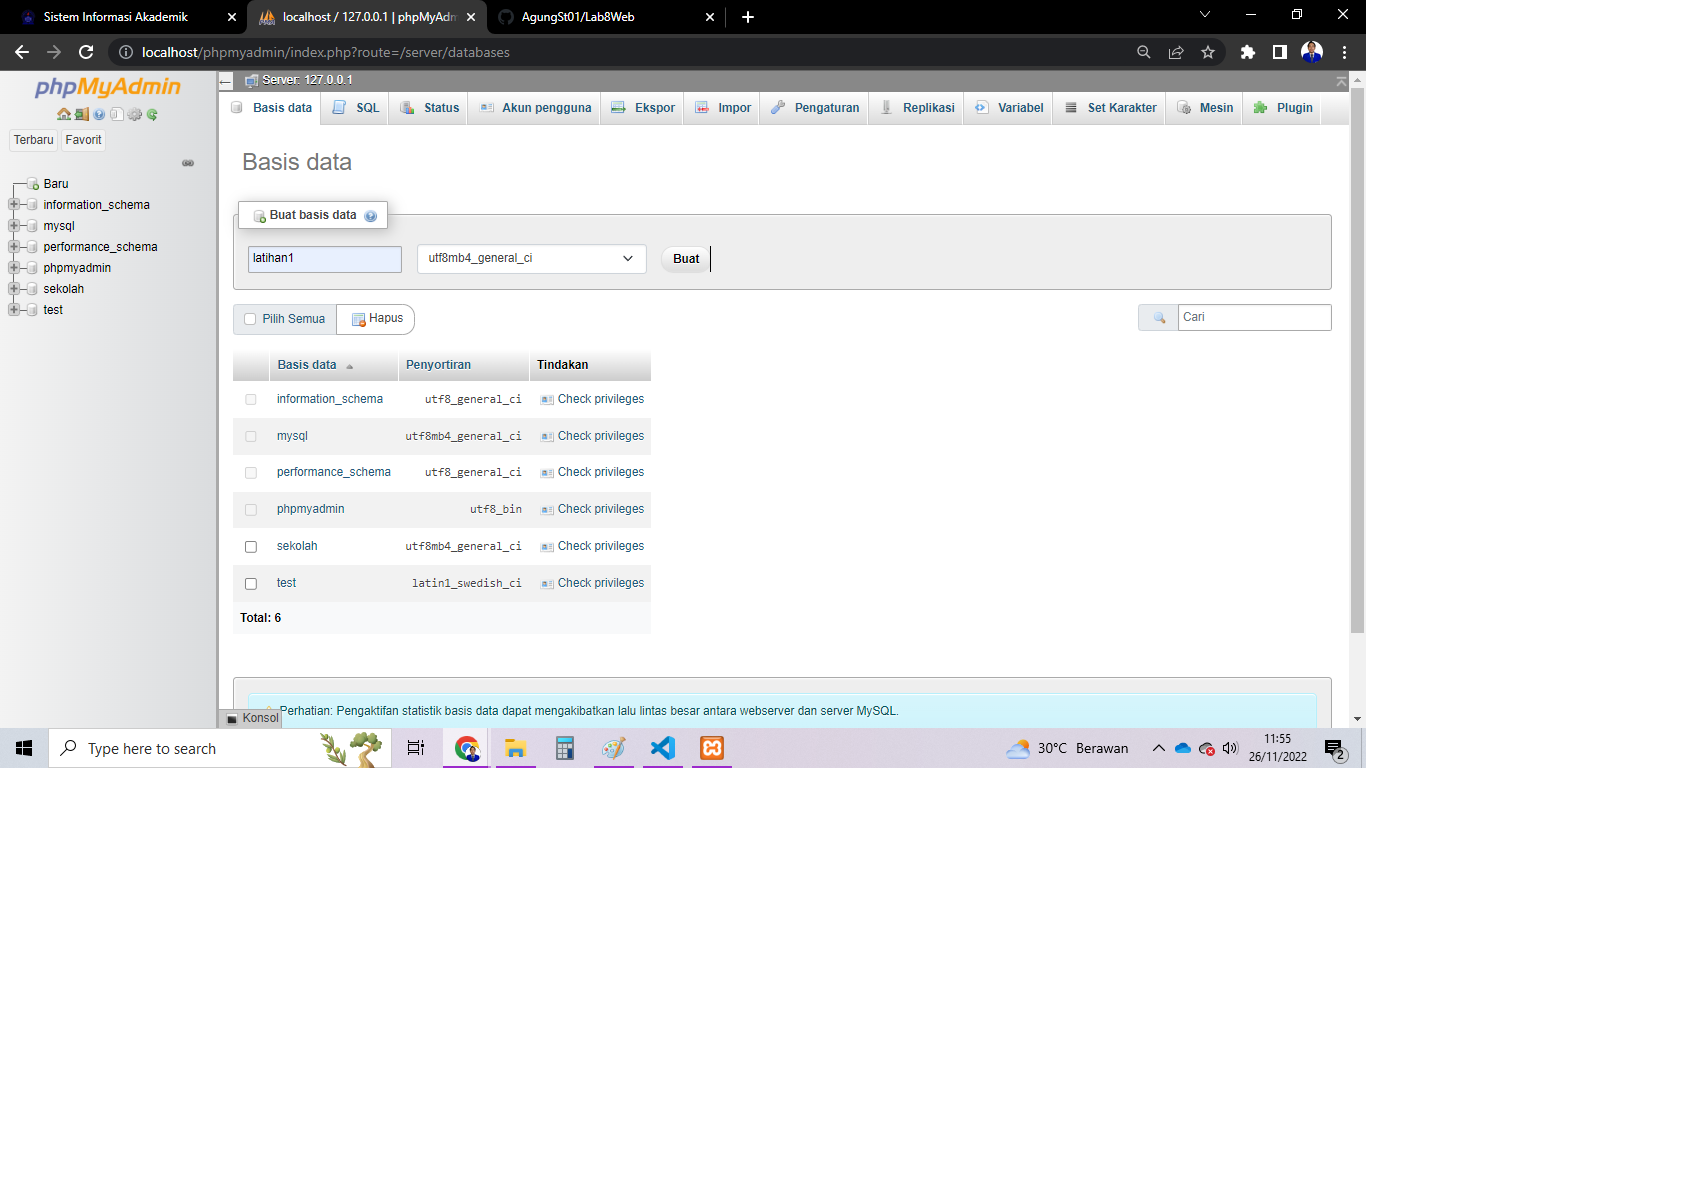 Sistem Informasi Akademik
localhost / 127.0.0.1 | phpMyAdm
AgungSt01/Lab8Web
localhost/phpmyadmin/index.php?route=/server/databases
phpMyAdmin
Terbaru Favorit
Baru
information_schema
mysql
performance_schema
phpmyadmin
sekolah
test
Server: 127.0.0.1
Basis data SQL Status Akun pengguna Ekspor Impor Pengaturan Replikasi Variabel Set Karakter Mesin Plugin
Basis data
Buat basis data
latihan1 utf8mb4_general_ci Buat
Pilih Semua Hapus Cari
Basis data Penyortiran Tindakan
information_schema utf8_general_ci Check privileges
mysql utf8mb4_general_ci Check privileges
performance_schema utf8_general_ci Check privileges
phpmyadmin utf8_bin Check privileges
sekolah utf8mb4_general_ci Check privileges
test latin1_swedish_ci Check privileges
Total: 6
Perhatian: Pengaktifan statistik basis data dapat mengakibatkan lalu lintas besar antara webserver dan server MySQL.
Konsol
Type here to search
30°C Berawan
11:55
26/11/2022
2